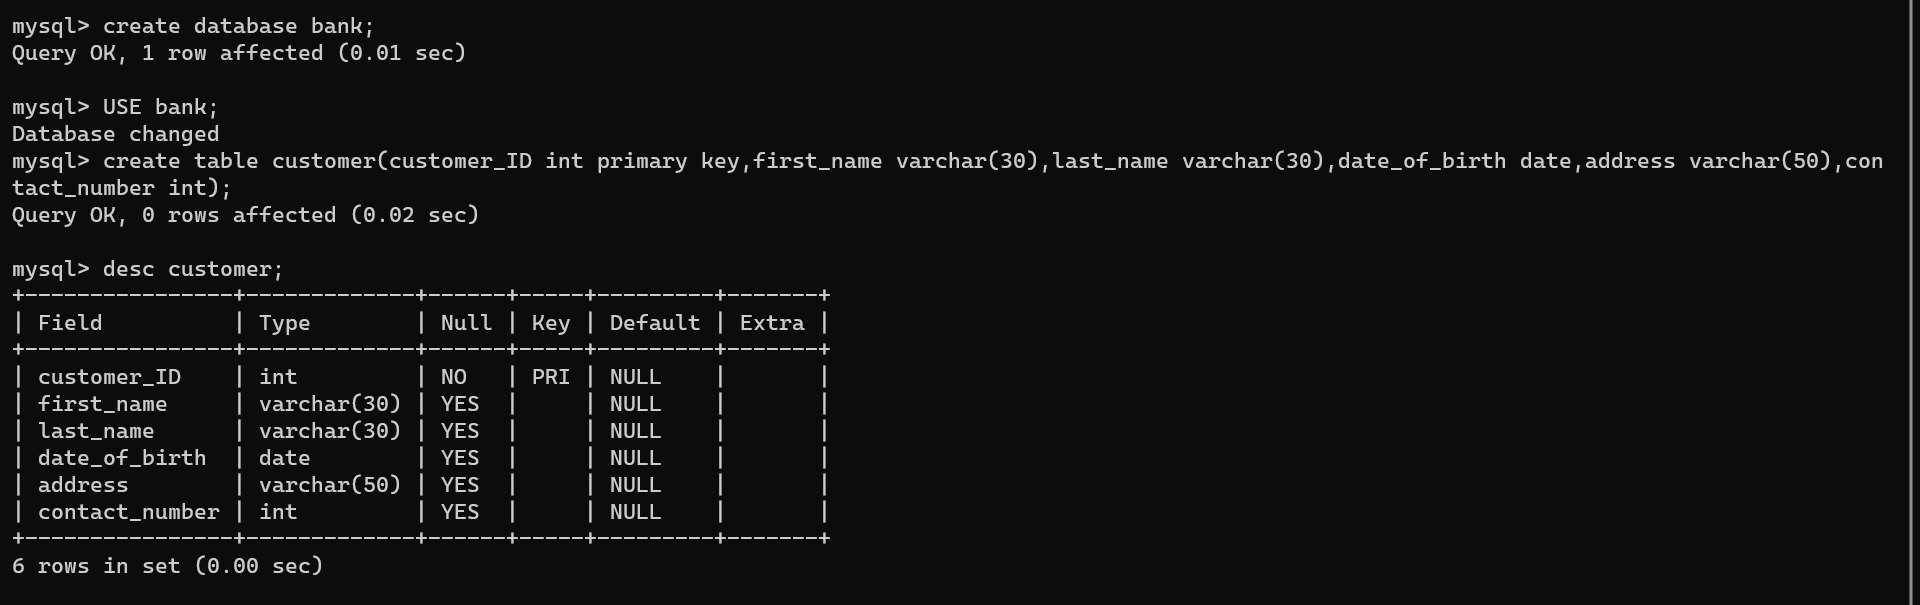 mysql> create database bank;
Query OK, 1 row affected (0.01 sec)
mysql> USE bank;
Database changed
mysql> create table customer(customer_ID int primary key,first_name varchar(30),last_name varchar(30),date_of_birth date,address varchar(50),con
tact_number int);
Query OK, 0 rows affected (0.02 sec)
mysql> desc customer;
+----------------+-------------+------+-----+---------+-------+
| Field          | Type        | Null | Key | Default | Extra |
+----------------+-------------+------+-----+---------+-------+
| customer_ID    | int         | NO   | PRI | NULL    |       |
| first_name     | varchar(30) | YES  |     | NULL    |       |
| last_name      | varchar(30) | YES  |     | NULL    |       |
| date_of_birth  | date        | YES  |     | NULL    |       |
| address        | varchar(50) | YES  |     | NULL    |       |
| contact_number | int         | YES  |     | NULL    |       |
+----------------+-------------+------+-----+---------+-------+
6 rows in set (0.00 sec)